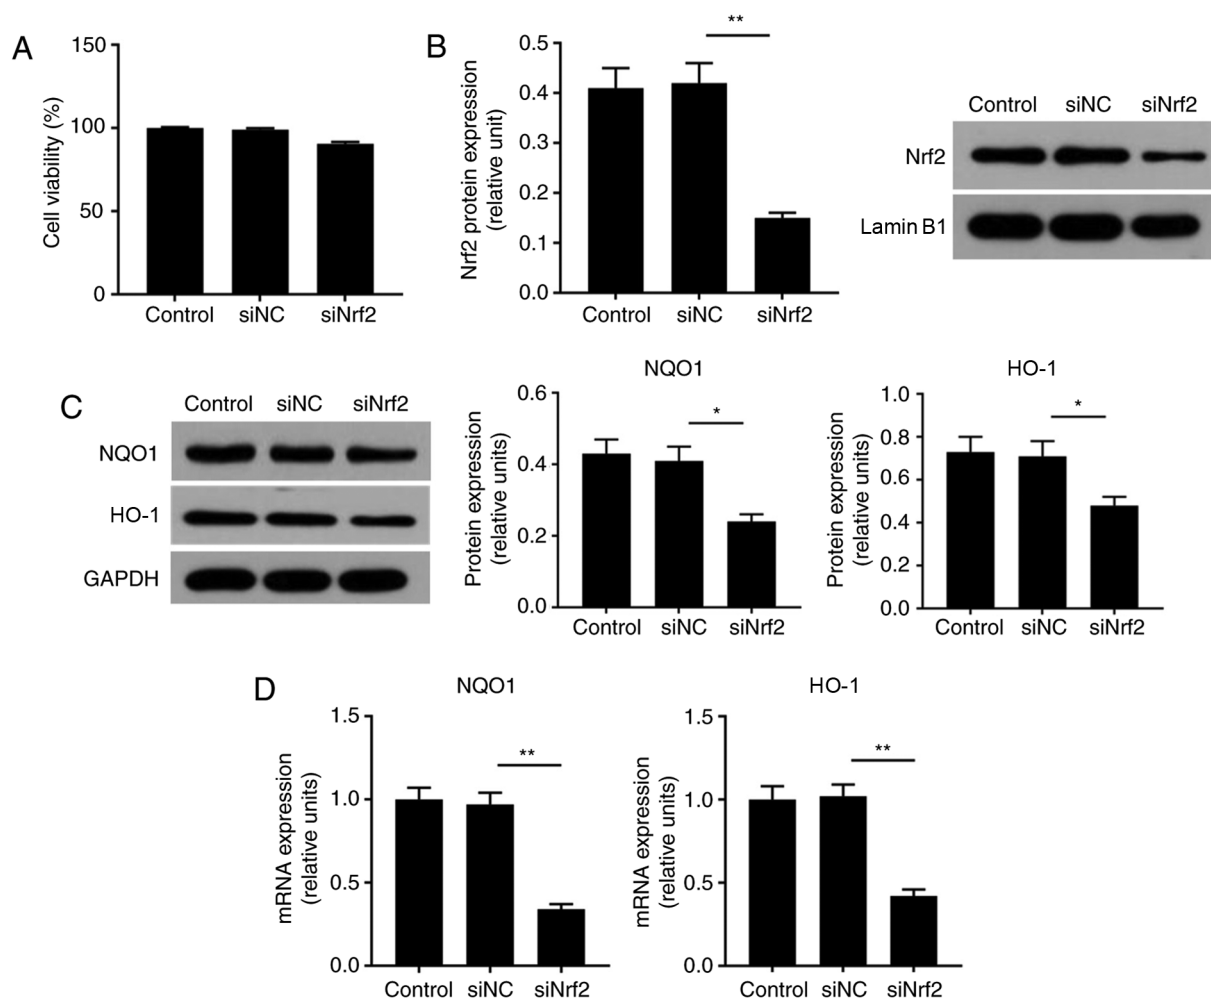 A
Cell viability (%)
150
100
50
0
Control siNC siNrf2
B
Nrf2 protein expression
(relative unit)
0.5
0.4
0.3
0.2
0.1
0.0
**
Control siNC siNrf2
Control siNC siNrf2
Nrf2
Lamin B1
C
Control siNC siNrf2
NQO1
HO-1
GAPDH
NQO1
Protein expression
(relative units)
0.6
0.4
0.2
0.0
*
Control siNC siNrf2
HO-1
Protein expression
(relative units)
1.0
0.8
0.6
0.4
0.2
0.0
*
Control siNC siNrf2
D
NQO1
mRNA expression
(relative units)
1.5
1.0
0.5
0.0
**
Control siNC siNrf2
HO-1
mRNA expression
(relative units)
1.5
1.0
0.5
0.0
**
Control siNC siNrf2